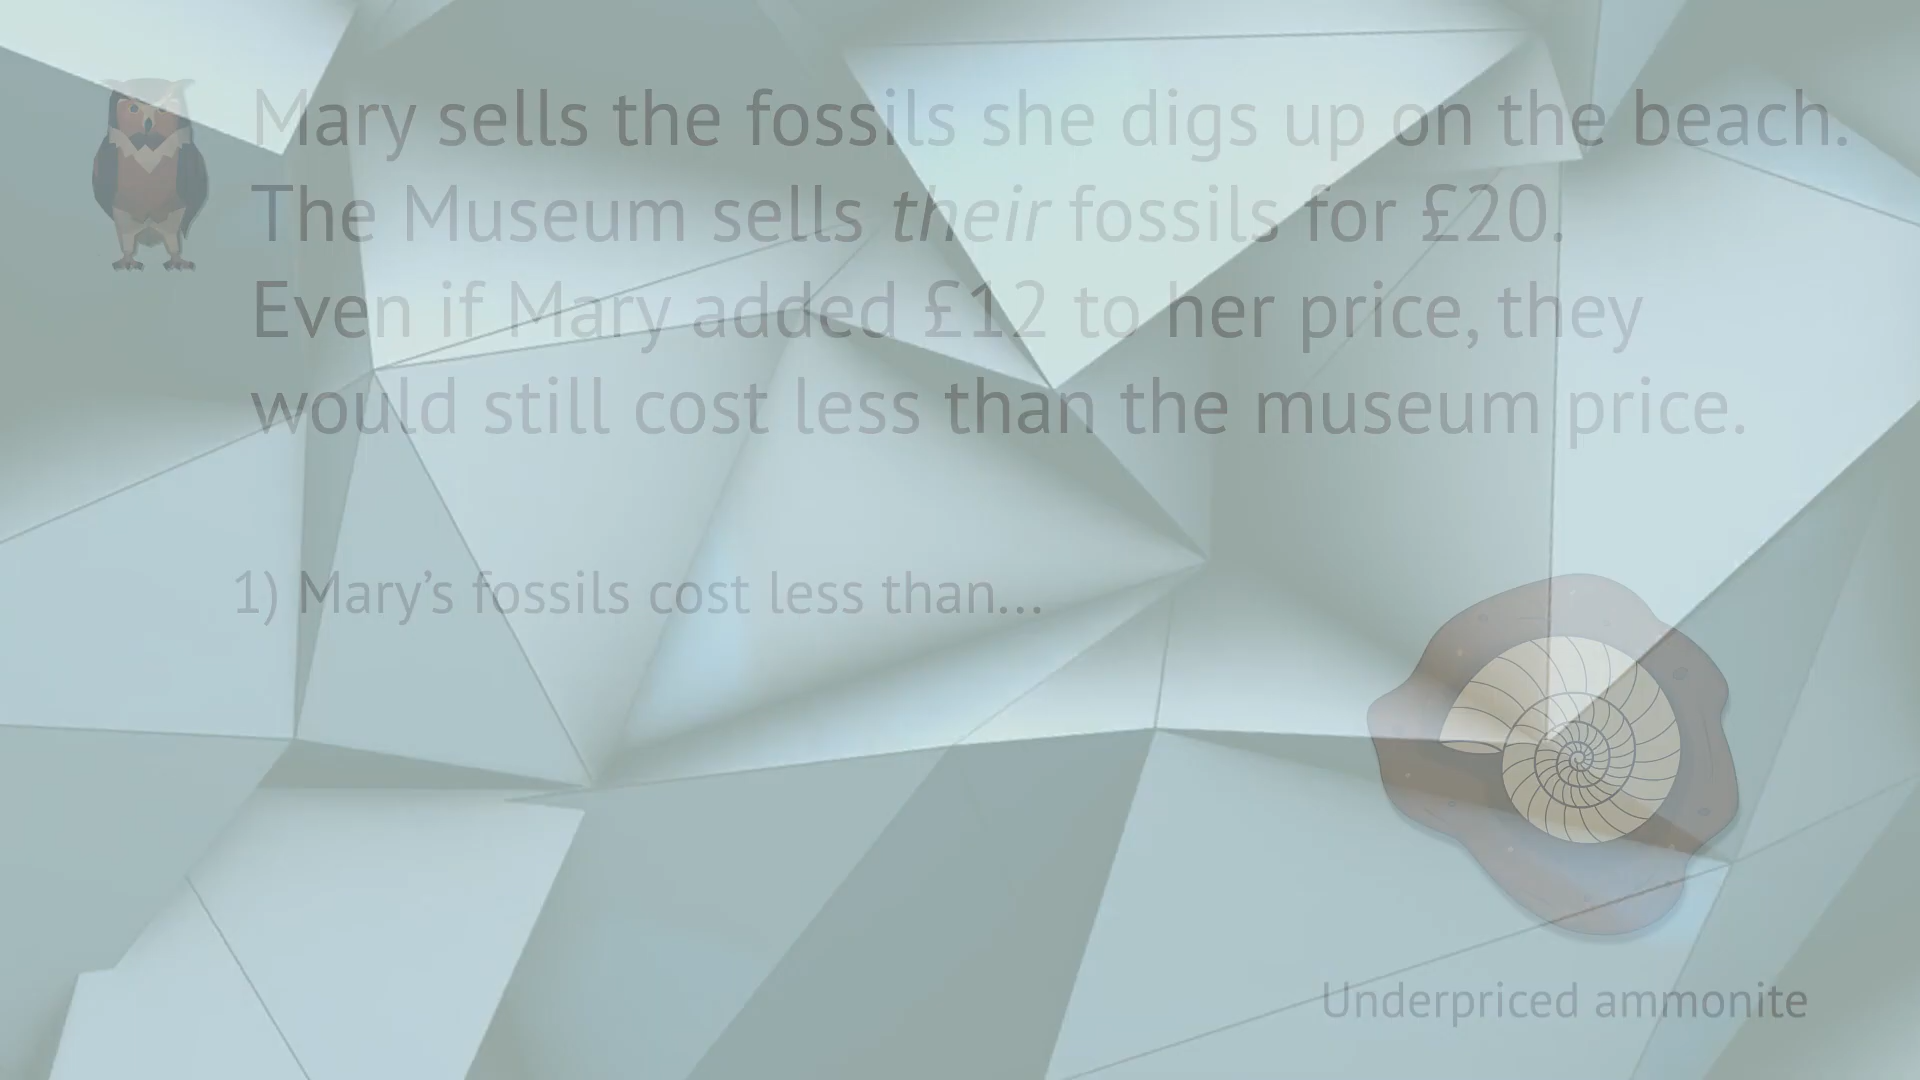 Mary sells the fossils she digs up on the beach.
The Museum sells their fossils for £20.
Even if Mary added £12 to her price, they
would still cost less than the museum price.
1) Mary’s fossils cost less than...
Underpriced ammonite